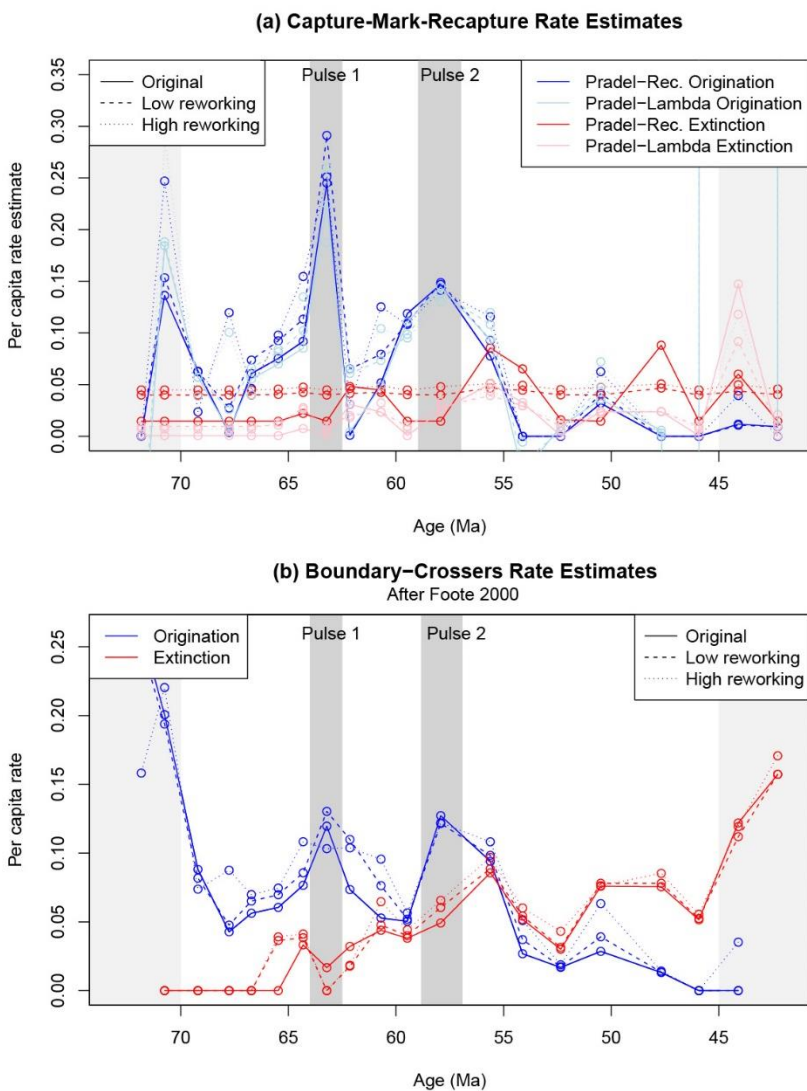 (a) Capture-Mark-Recapture Rate Estimates
Original
Low reworking
High reworking
Pulse 1
Pulse 2
Pradel−Rec. Origination
Pradel−Lambda Origination
Pradel−Rec. Extinction
Pradel−Lambda Extinction
Per capita rate estimate
0.35
0.30
0.25
0.20
0.15
0.10
0.05
0.00
70 65 60 55 50 45
Age (Ma)
(b) Boundary−Crossers Rate Estimates
After Foote 2000
Origination
Extinction
Pulse 1
Pulse 2
Original
Low reworking
High reworking
Per capita rate
0.25
0.20
0.15
0.10
0.05
0.00
70 65 60 55 50 45
Age (Ma)